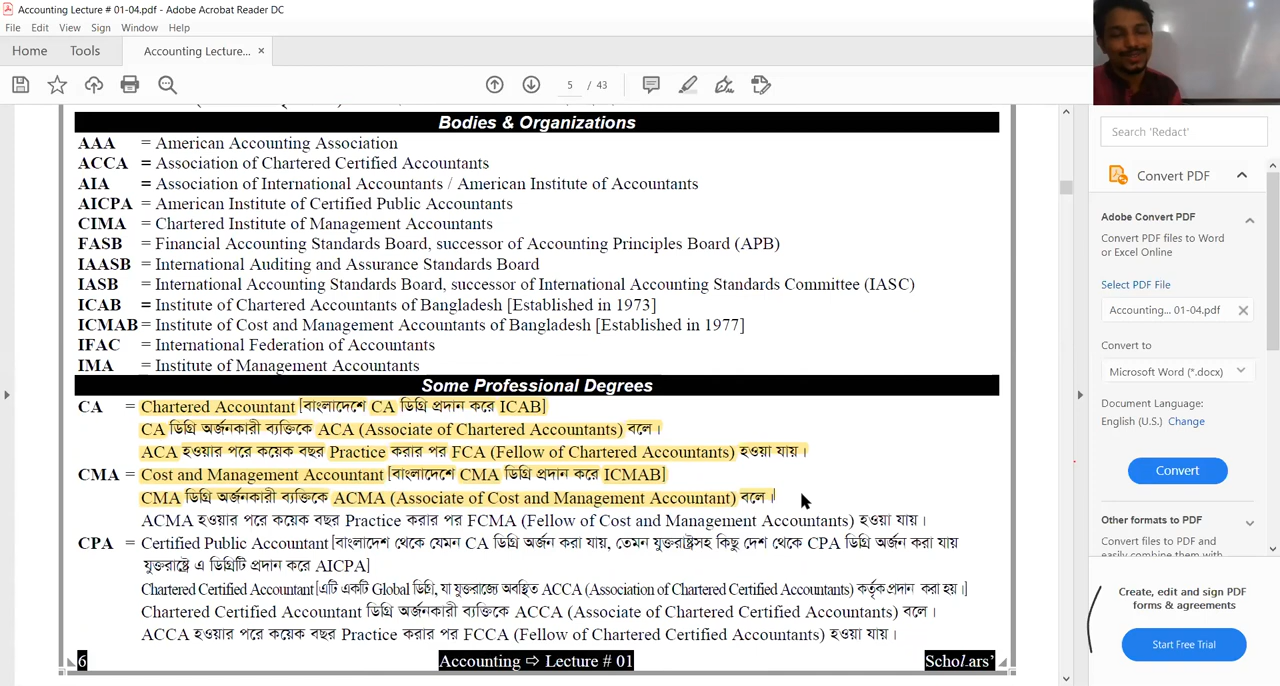 Accounting Lecture # 01-04.pdf - Adobe Acrobat Reader DC
File Edit View Sign Window Help
Home Tools Accounting Lecture... ×
5 / 43
Bodies & Organizations
AAA = American Accounting Association
ACCA = Association of Chartered Certified Accountants
AIA = Association of International Accountants / American Institute of Accountants
AICPA = American Institute of Certified Public Accountants
CIMA = Chartered Institute of Management Accountants
FASB = Financial Accounting Standards Board, successor of Accounting Principles Board (APB)
IAASB = International Auditing and Assurance Standards Board
IASB = International Accounting Standards Board, successor of International Accounting Standards Committee (IASC)
ICAB = Institute of Chartered Accountants of Bangladesh [Established in 1973]
ICMAB = Institute of Cost and Management Accountants of Bangladesh [Established in 1977]
IFAC = International Federation of Accountants
IMA = Institute of Management Accountants
Some Professional Degrees
CA = Chartered Accountant [বাংলাদেশে CA ডিগ্রি প্রদান করে ICAB]
CA ডিগ্রি অর্জনকারী ব্যক্তিকে ACA (Associate of Chartered Accountants) বলে।
ACA হওয়ার পরে কয়েক বছর Practice করার পর FCA (Fellow of Chartered Accountants) হওয়া যায়।
CMA = Cost and Management Accountant [বাংলাদেশে CMA ডিগ্রি প্রদান করে ICMAB]
CMA ডিগ্রি অর্জনকারী ব্যক্তিকে ACMA (Associate of Cost and Management Accountant) বলে।
ACMA হওয়ার পরে কয়েক বছর Practice করার পর FCMA (Fellow of Cost and Management Accountants) হওয়া যায়।
CPA = Certified Public Accountant [বাংলাদেশ থেকে যেমন CA ডিগ্রি অর্জন করা যায়, তেমন যুক্তরাষ্ট্রসহ কিছু দেশ থেকে CPA ডিগ্রি অর্জন করা যায়
যুক্তরাষ্ট্রে এ ডিগ্রিটি প্রদান করে AICPA]
Chartered Certified Accountant [এটি একটি Global ডিগ্রি, যা যুক্তরাজ্যে অবস্থিত ACCA (Association of Chartered Certified Accountants) কর্তৃক প্রদান করা হয়।]
Chartered Certified Accountant ডিগ্রি অর্জনকারী ব্যক্তিকে ACCA (Associate of Chartered Certified Accountants) বলে।
ACCA হওয়ার পরে কয়েক বছর Practice করার পর FCCA (Fellow of Chartered Certified Accountants) হওয়া যায়।
6 Accounting ⇨ Lecture # 01 Scholars'
Search 'Redact'
Convert PDF
Adobe Convert PDF
Convert PDF files to Word
or Excel Online
Select PDF File
Accounting... 01-04.pdf
Convert to
Microsoft Word (*.docx)
Document Language:
English (U.S.) Change
Convert
Other formats to PDF
Convert files to PDF and
easily combine them with
Create, edit and sign PDF
forms & agreements
Start Free Trial